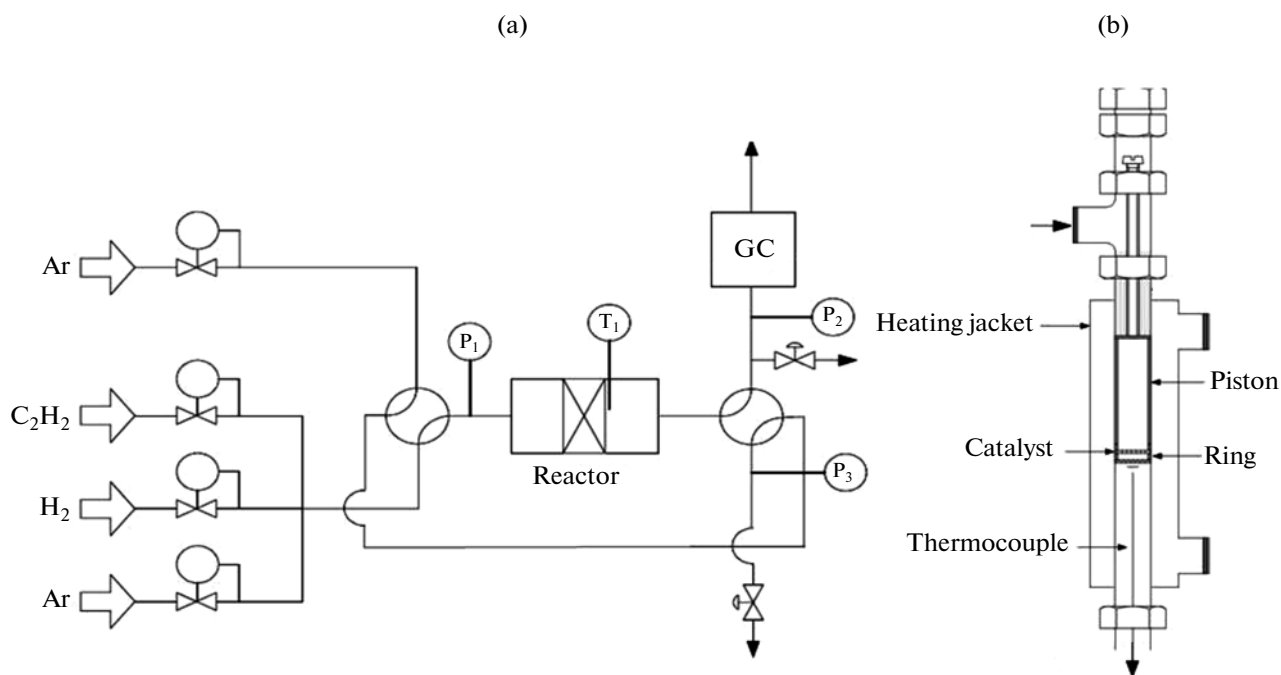 (a)
(b)
Ar
C₂H₂
H₂
Ar
P₁
T₁
Reactor
GC
P₂
P₃
Heating jacket
Piston
Catalyst
Ring
Thermocouple